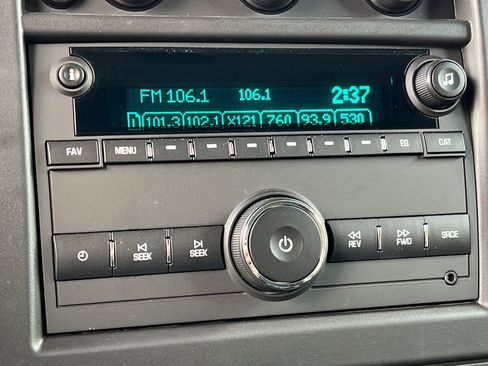 FM 106.1 106.1 2:37
1 101.3 102.1 X121 760 93.9 530
FAV MENU EQ CAT
SEEK SEEK REV FWD SRCE